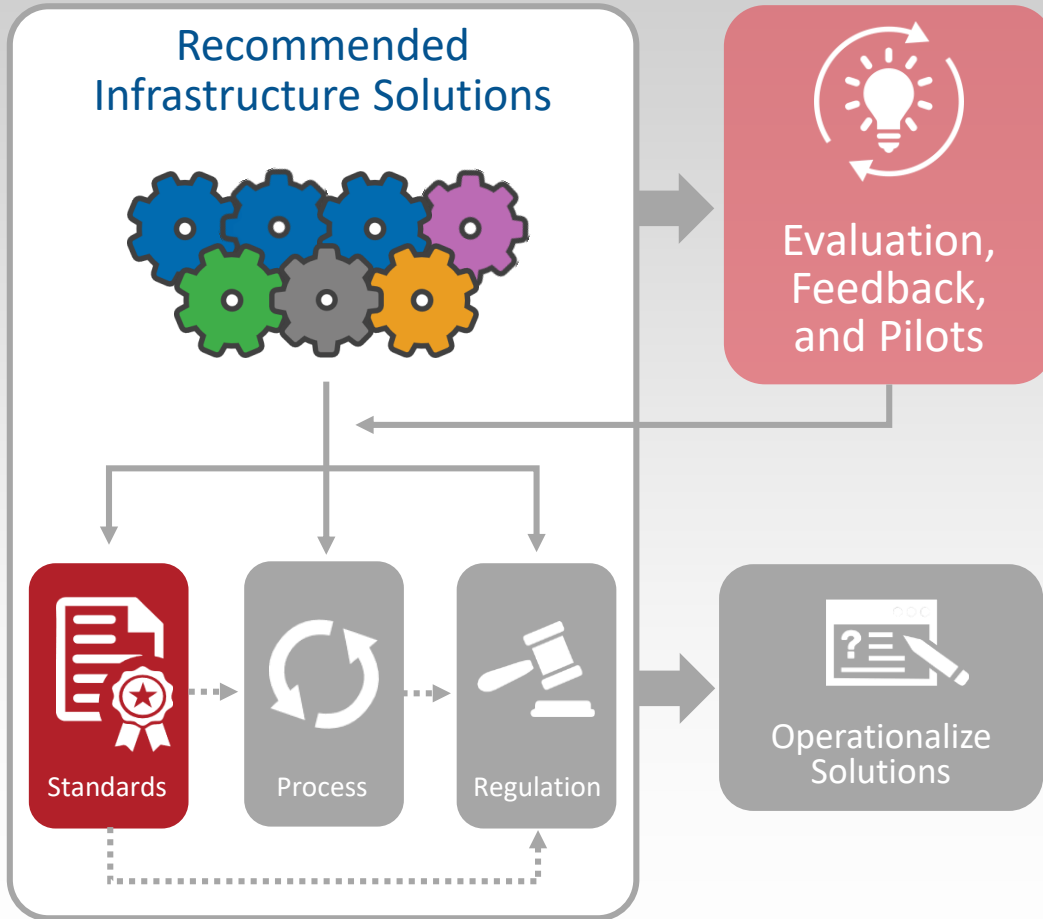 Recommended
Infrastructure Solutions
Evaluation,
Feedback,
and Pilots
Standards
Process
Regulation
?
Operationalize
Solutions